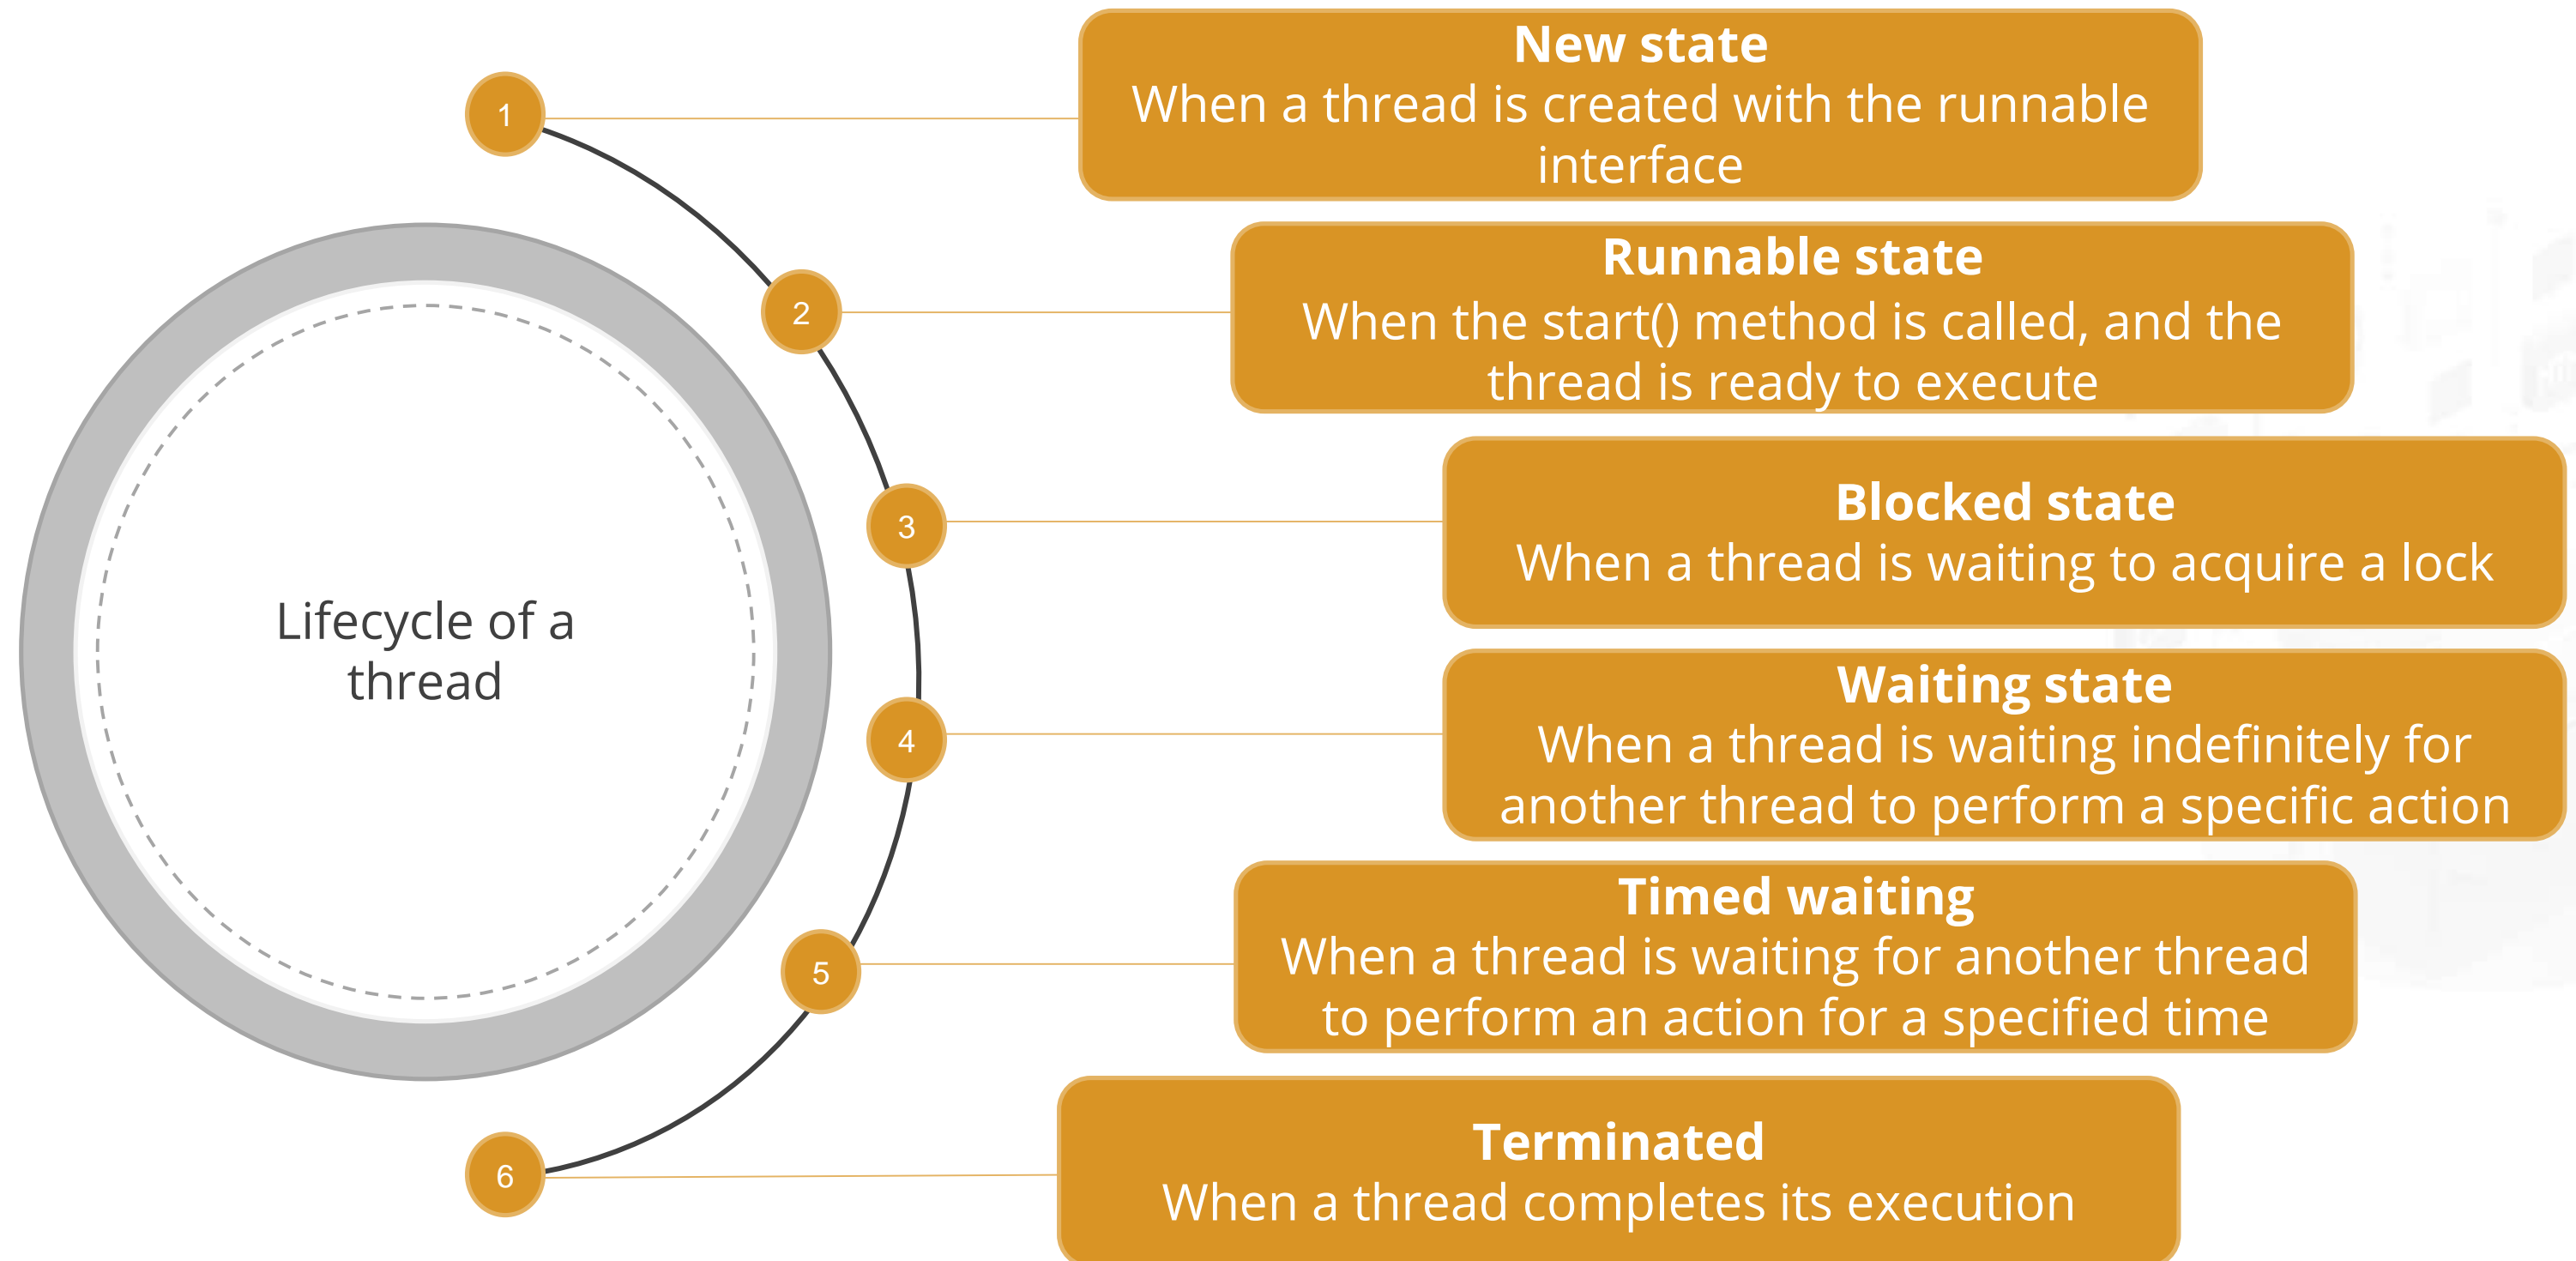 Lifecycle of a
thread
1
New state
When a thread is created with the runnable
interface
2
Runnable state
When the start() method is called, and the
thread is ready to execute
3
Blocked state
When a thread is waiting to acquire a lock
4
Waiting state
When a thread is waiting indefinitely for
another thread to perform a specific action
5
Timed waiting
When a thread is waiting for another thread
to perform an action for a specified time
6
Terminated
When a thread completes its execution